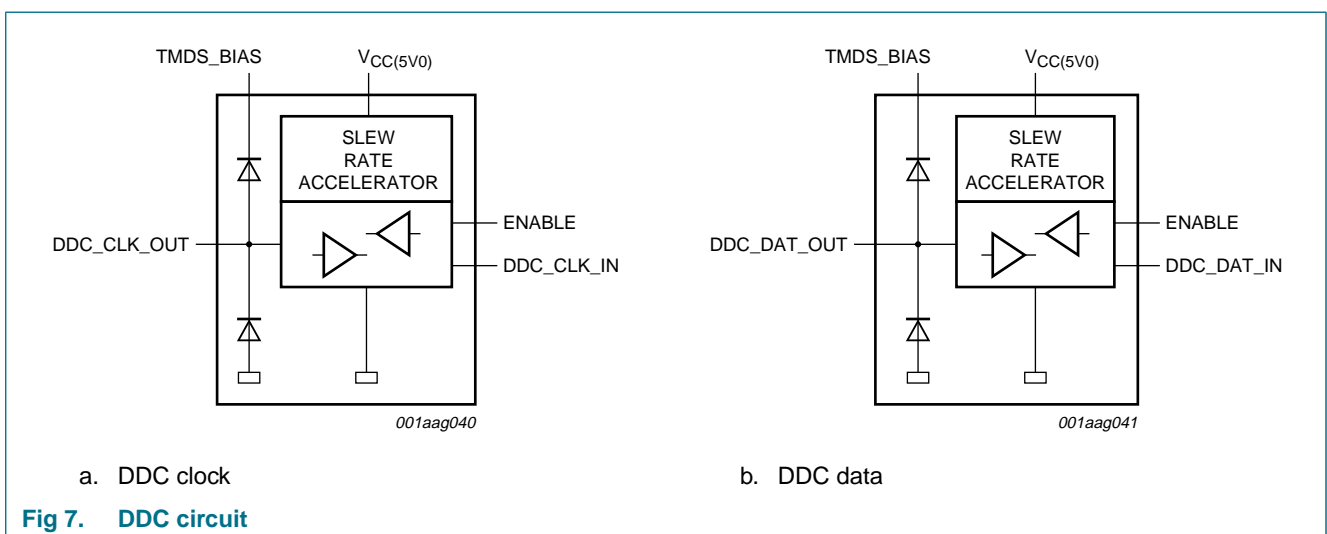 TMDS_BIAS
VCC(5V0)
SLEW
RATE
ACCELERATOR
ENABLE
DDC_CLK_OUT
DDC_CLK_IN
001aag040
a. DDC clock
TMDS_BIAS
VCC(5V0)
SLEW
RATE
ACCELERATOR
ENABLE
DDC_DAT_OUT
DDC_DAT_IN
001aag041
b. DDC data
Fig 7. DDC circuit